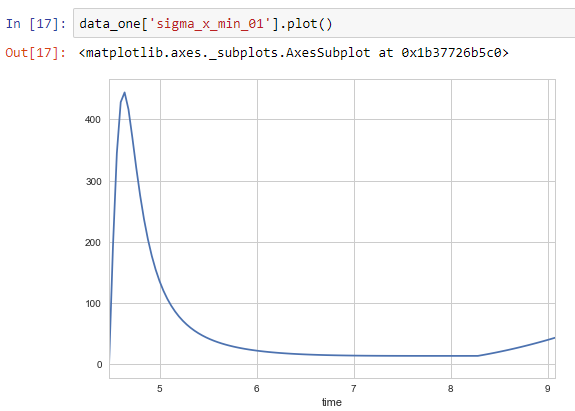 In [17]: data_one['sigma_x_min_01'].plot()
Out[17]: <matplotlib.axes._subplots.AxesSubplot at 0x1b37726b5c0>
400
300
200
100
0
5 6 7 8 9
time